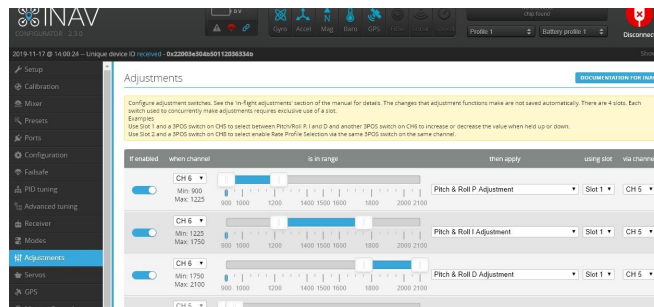 INAV
CONFIGURATOR 2.3.0
0 V
Gyro Accel Mag Baro GPS
chip
found
Profile 1 Battery profile 1
Disconnec
2019-11-17 @ 14:00:24 -- Unique device ID received - 0x22003e304b50112036334b
Setup
Calibration
Mixer
Presets
Ports
Configuration
Failsafe
PID tuning
Advanced tuning
Receiver
Modes
Adjustments
Servos
GPS
Adjustments
DOCUMENTATION FOR INA
Configure adjustment switches. See the 'in-flight adjustments' section of the manual for details. The changes that adjustment functions make are not saved automatically. There are 4 slots. Each
switch used to concurrently make adjustments requires exclusive use of a slot.
Examples
Use Slot 1 and a 3POS switch on CH5 to select between Pitch/Roll P, I and D and another 3POS switch on CH6 to increase or decrease the value when held up or down.
Use Slot 2 and a 3POS switch on CH8 to select enable Rate Profile Selection via the same 3POS switch on the same channel.
If enabled when channel is in range then apply using slot via channe
CH 6
Min: 900
Max: 1225
900 1000 1200 1400 1500 1600 1800 2000 2100
Pitch & Roll P Adjustment Slot 1 CH 5
CH 6
Min: 1225
Max: 1750
900 1000 1200 1400 1500 1600 1800 2000 2100
Pitch & Roll I Adjustment Slot 1 CH 5
CH 6
Min: 1750
Max: 2100
900 1000 1200 1400 1500 1600 1800 2000 2100
Pitch & Roll D Adjustment Slot 1 CH 5
CH 5